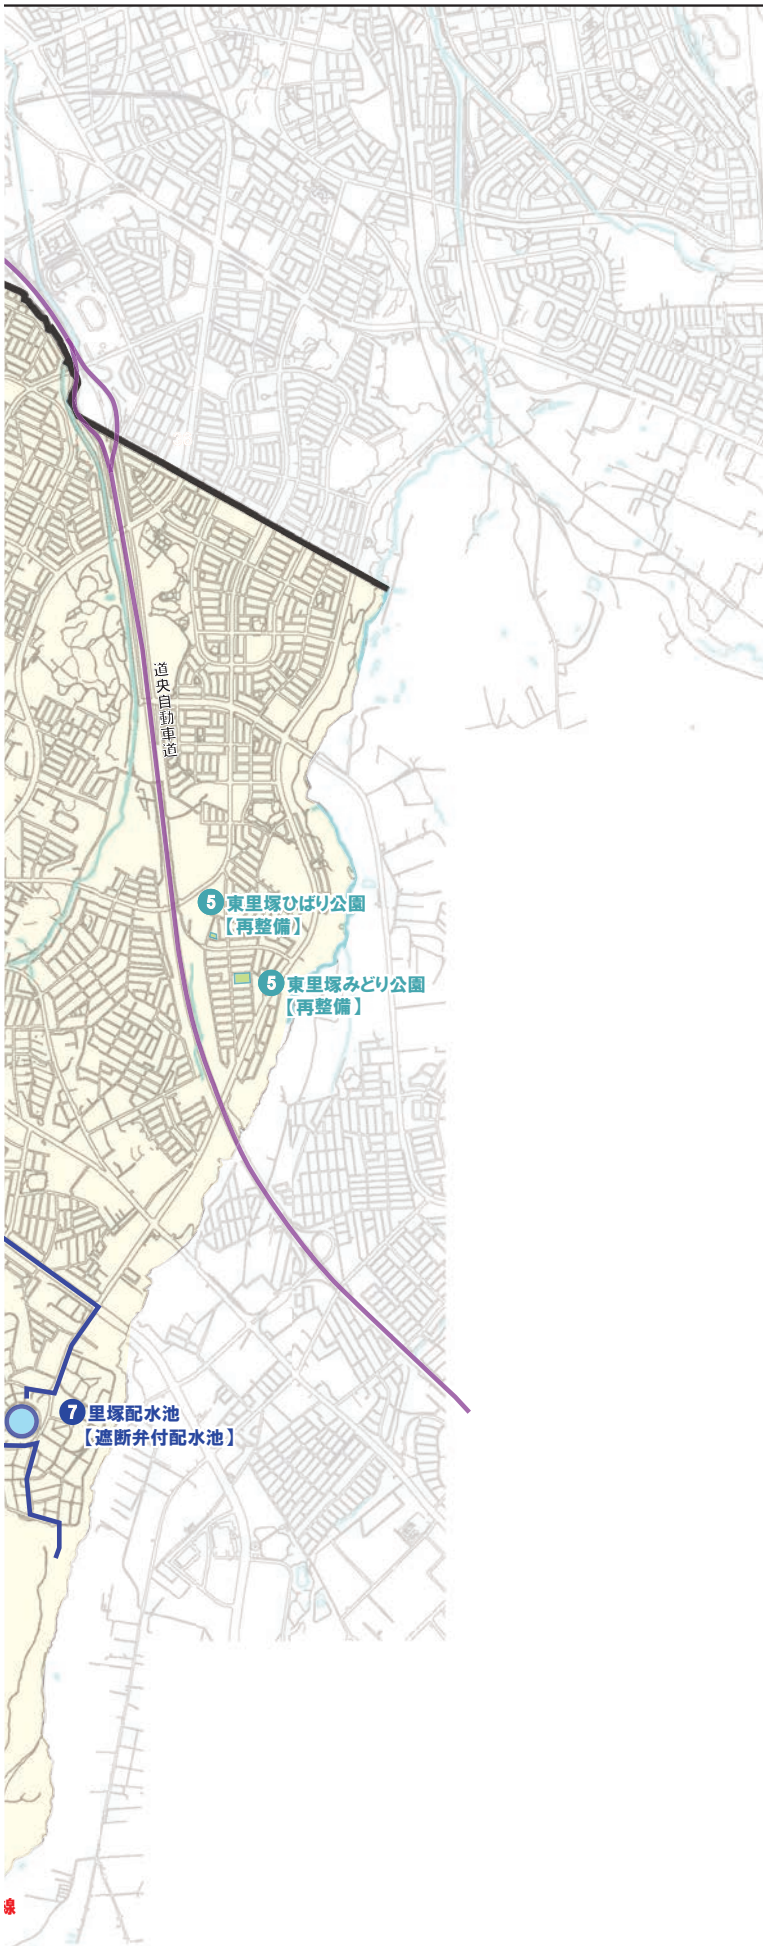 道央自動車道
5 東里塚ひばり公園
【再整備】
5 東里塚みどり公園
【再整備】
7 里塚配水池
【遮断弁付配水池】
線